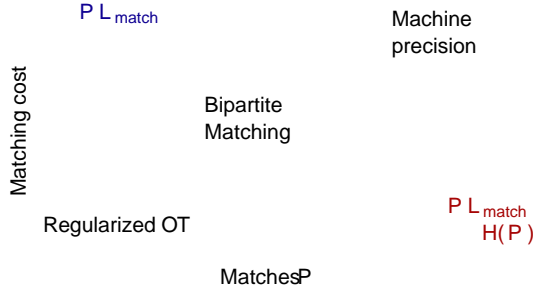 P L match
Machine
precision
Matching cost
Bipartite
Matching
P L match
H(P)
Regularized OT
MatchesP